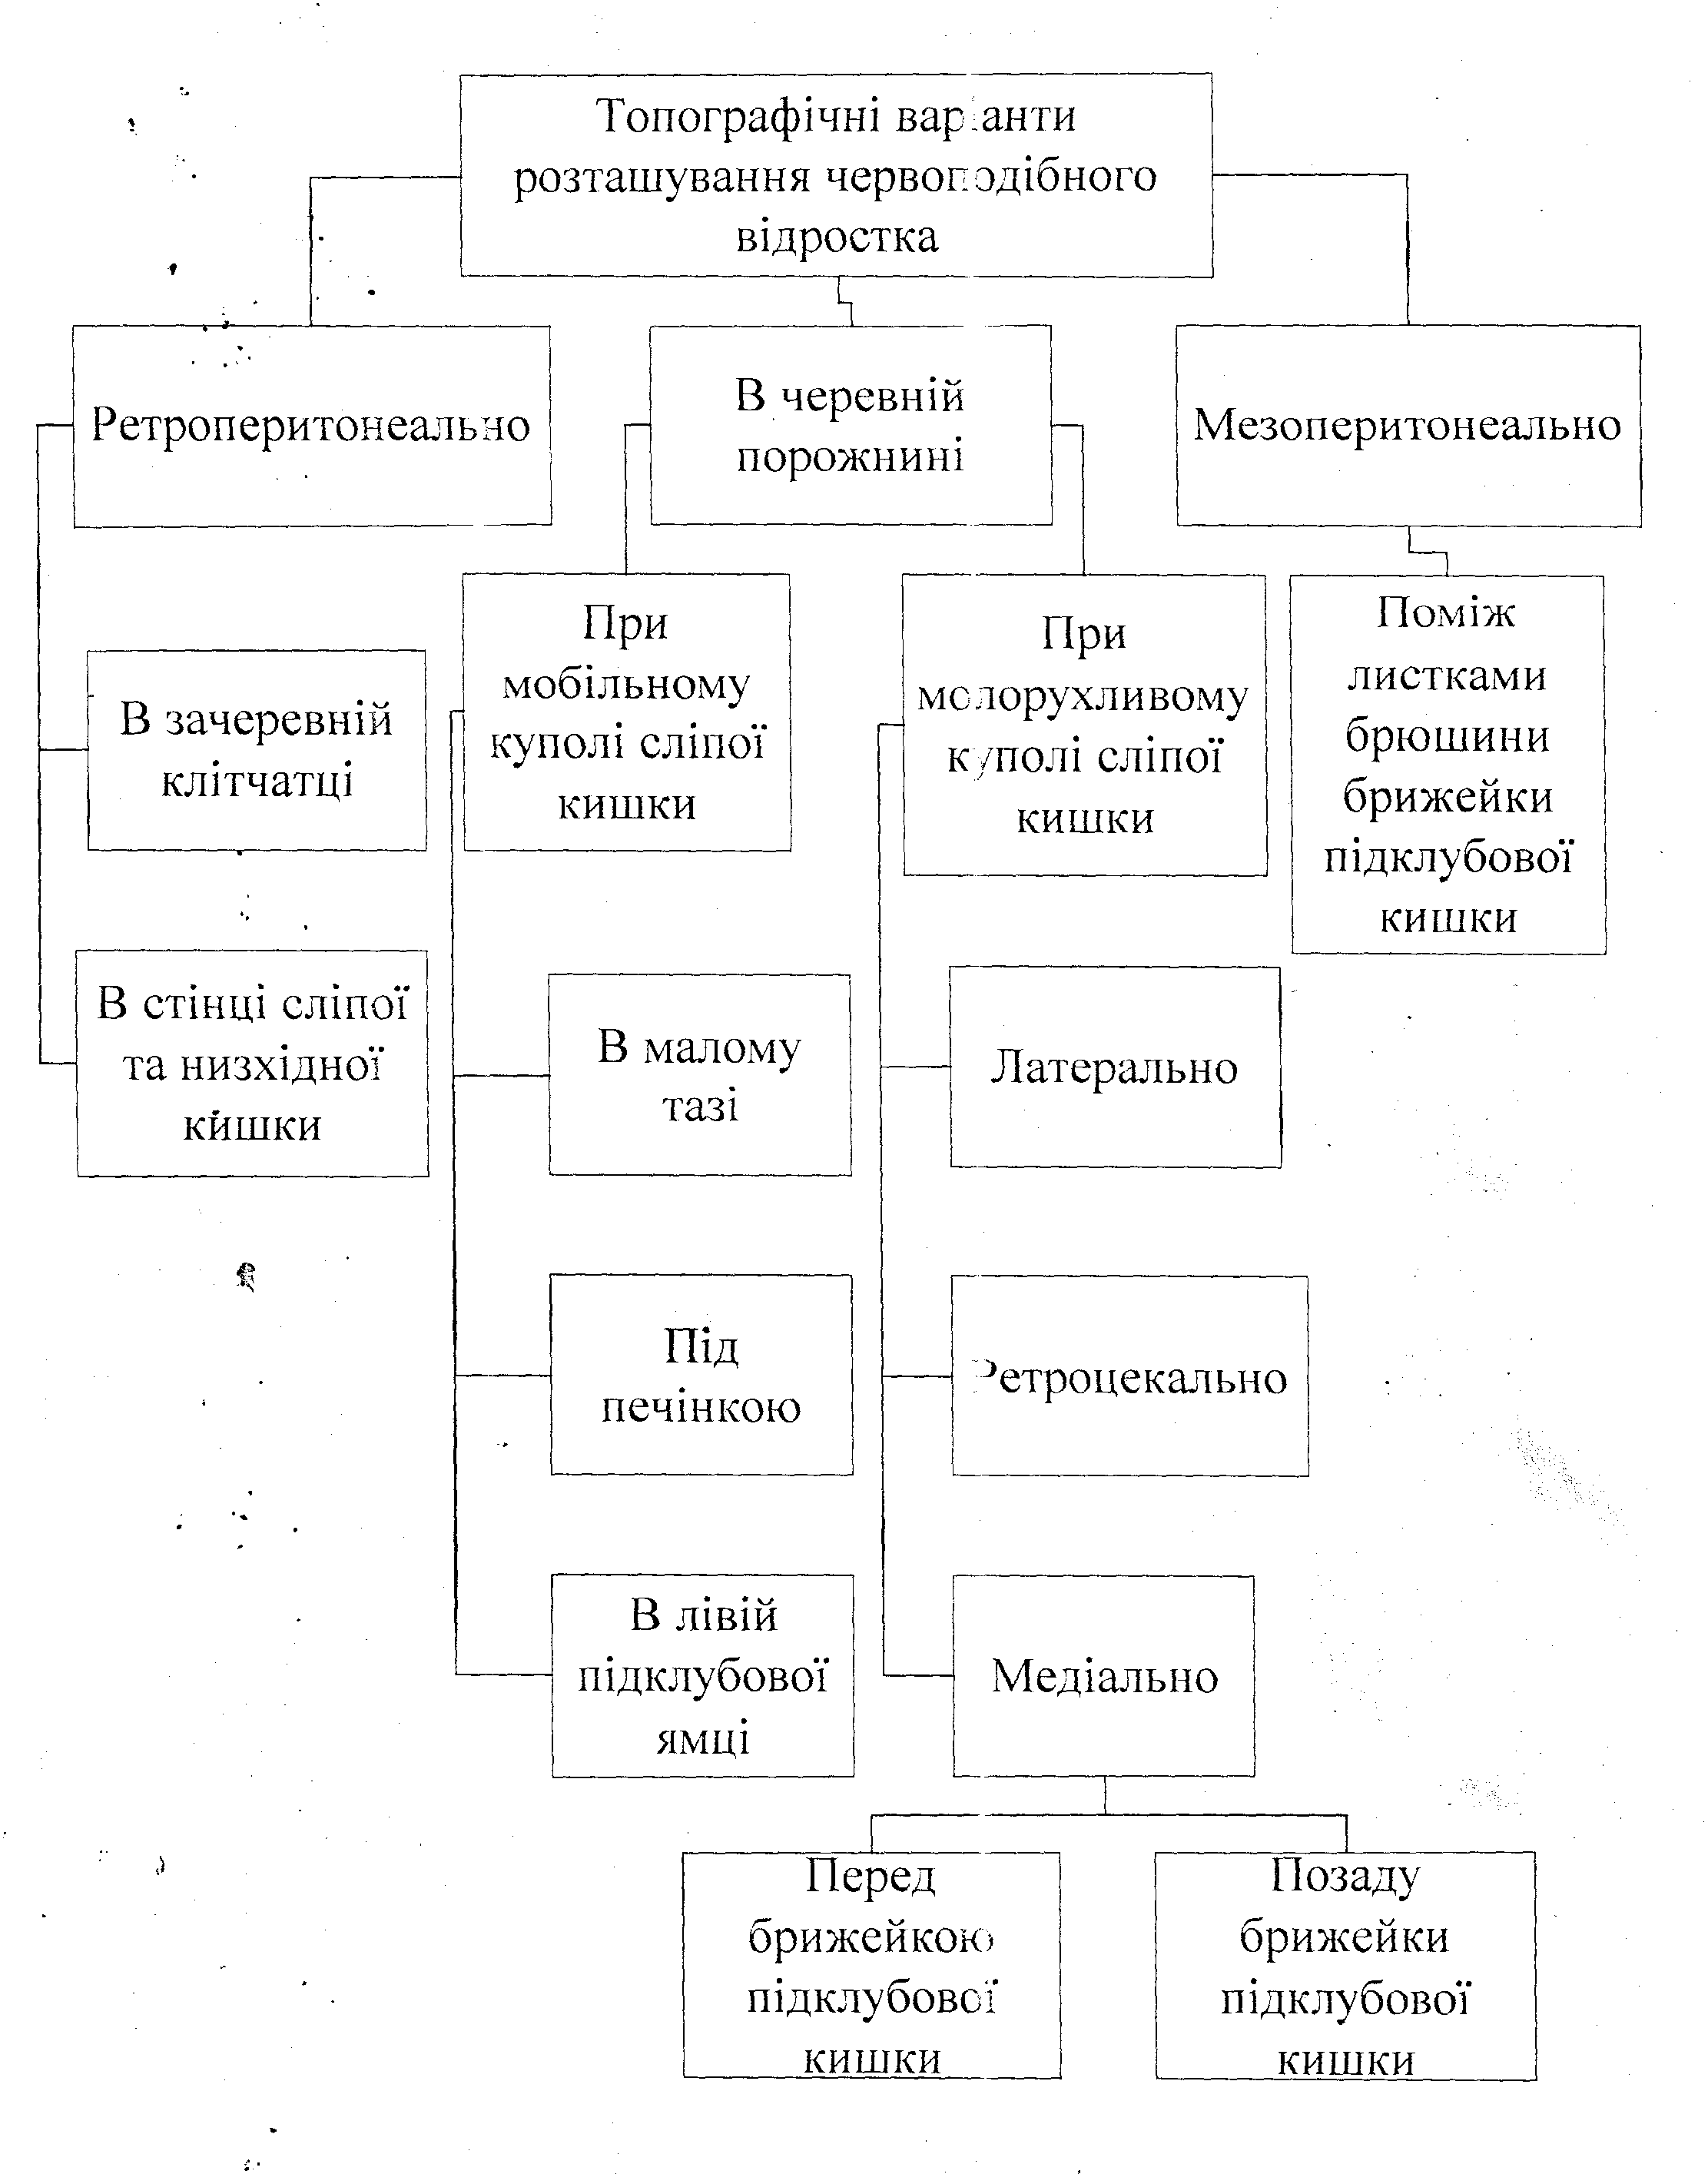 Топографічні варіанти
розташування червоподібного
відростка
Ретроперитонеально
В черевній
порожнині
Мезоперитонеально
В зачеревній
клітчатці
В стінці сліпої
та низхідної
кишки
При
мобільному
куполі сліпої
кишки
При
молорухливому
куполі сліпої
кишки
Поміж
листками
брюшини
брижейки
підклубової
кишки
В малому
тазі
Латерально
Під
печінкою
Ретроцекально
В лівій
підклубової
ямці
Медіально
Перед
брижейкою
підклубової
кишки
Позаду
брижейки
підклубової
кишки